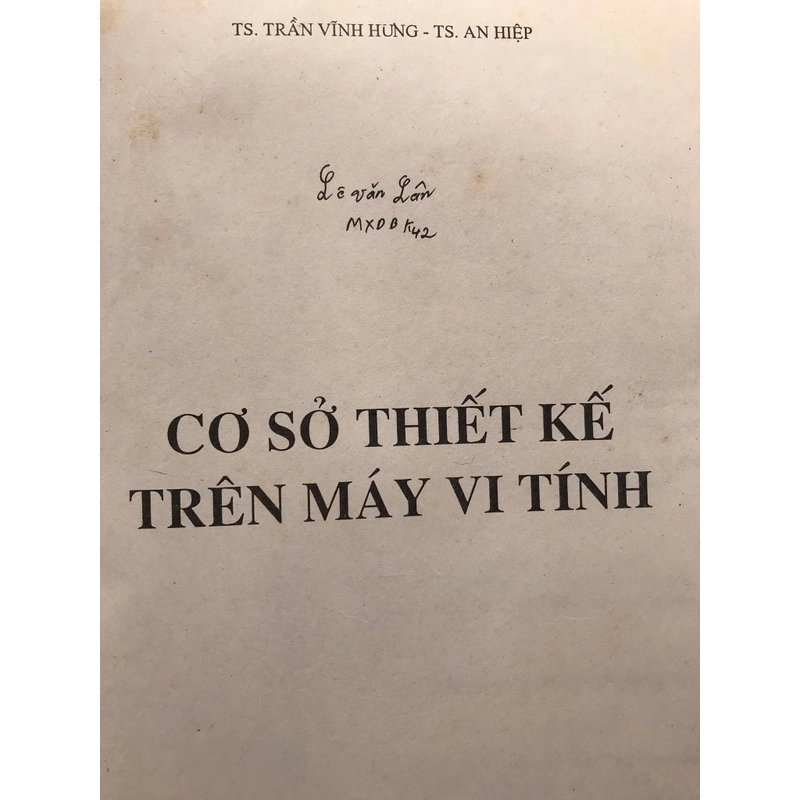 TS. TRẦN VĨNH HƯNG - TS. AN HIỆP
Lê Văn Lân
MXDB K42
CƠ SỞ THIẾT KẾ
TRÊN MÁY VI TÍNH